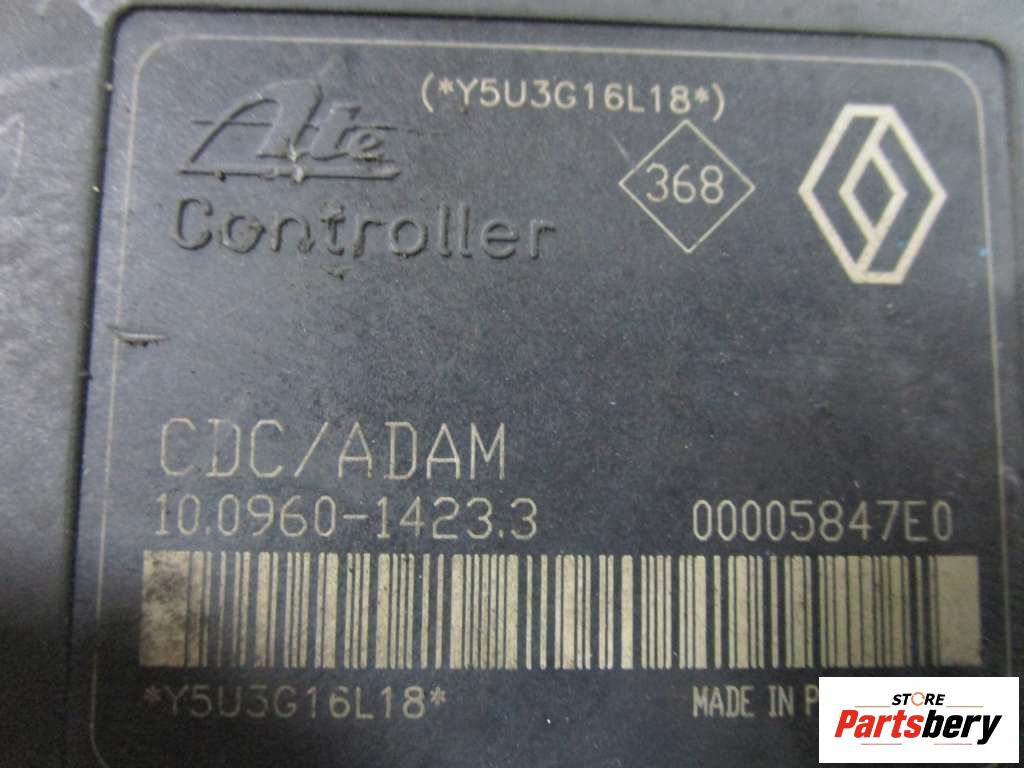 (*Y5U3G16L18*)
Ate
368
Controller
CDC/ADAM
10.0960-1423.3 00005847E0
*Y5U3G16L18*
MADE IN
STORE
Partsbery